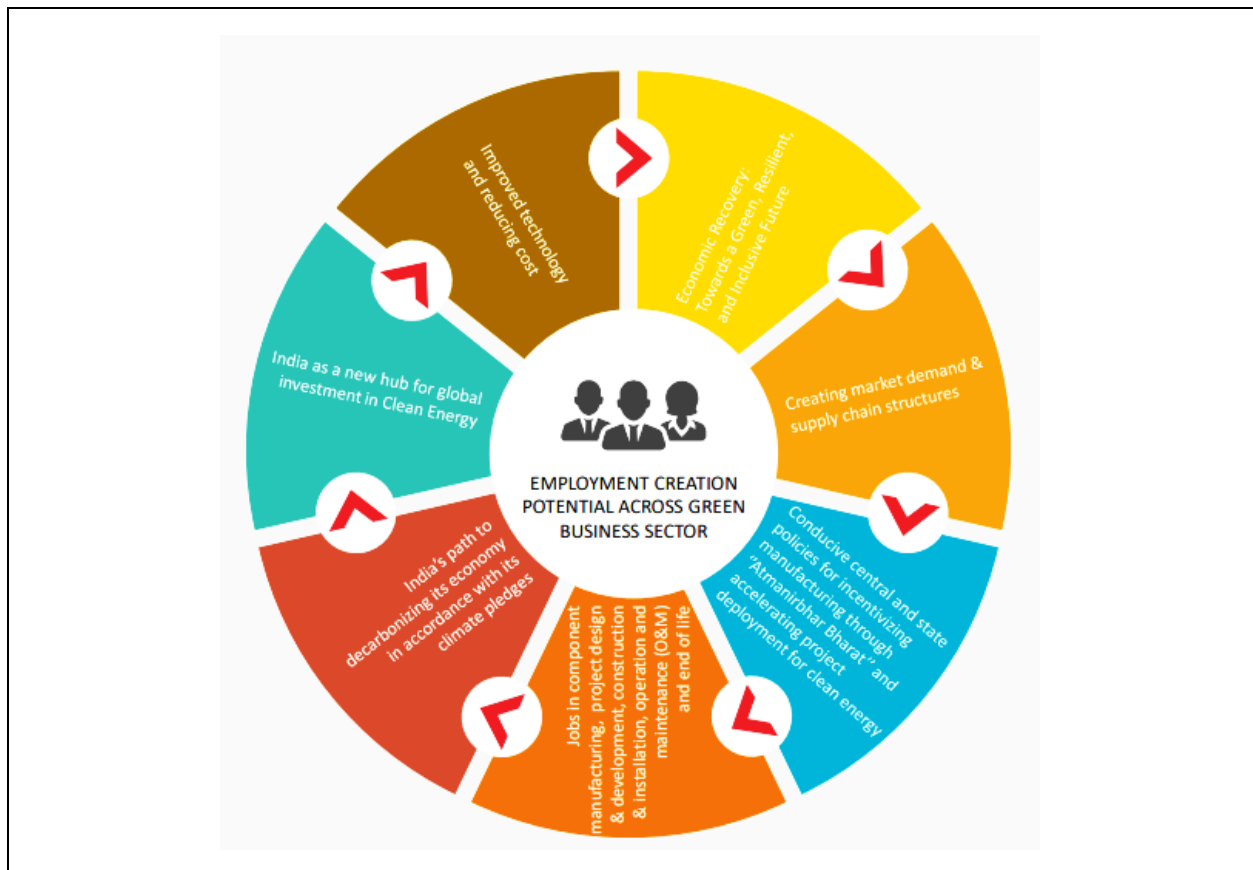 Economic Recovery:
Towards a Green, Resilient,
and Inclusive Future
Creating market demand &
supply chain structures
Conducive central and state
policies for incentivizing
manufacturing through
“Atmanirbhar Bharat” and
accelerating project
deployment for clean energy
Jobs in component
manufacturing, project design
& development, construction
& installation, operation and
maintenance (O&M)
and end of life
India’s path to
decarbonizing its economy
in accordance with its
climate pledges
India as a new hub for global
investment in Clean Energy
Improved technology
and reducing cost
EMPLOYMENT CREATION
POTENTIAL ACROSS GREEN
BUSINESS SECTOR